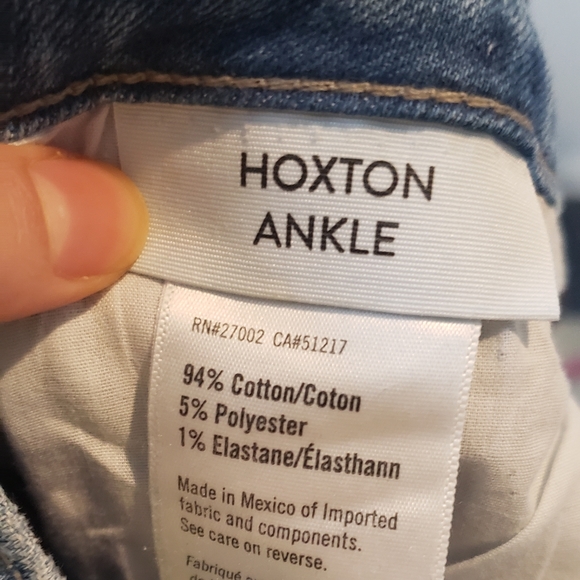 HOXTON
ANKLE
RN#27002 CA#51217
94% Cotton/Coton
5% Polyester
1% Elastane/Élasthann
Made in Mexico of Imported
fabric and components.
See care on reverse.
Fabriqué